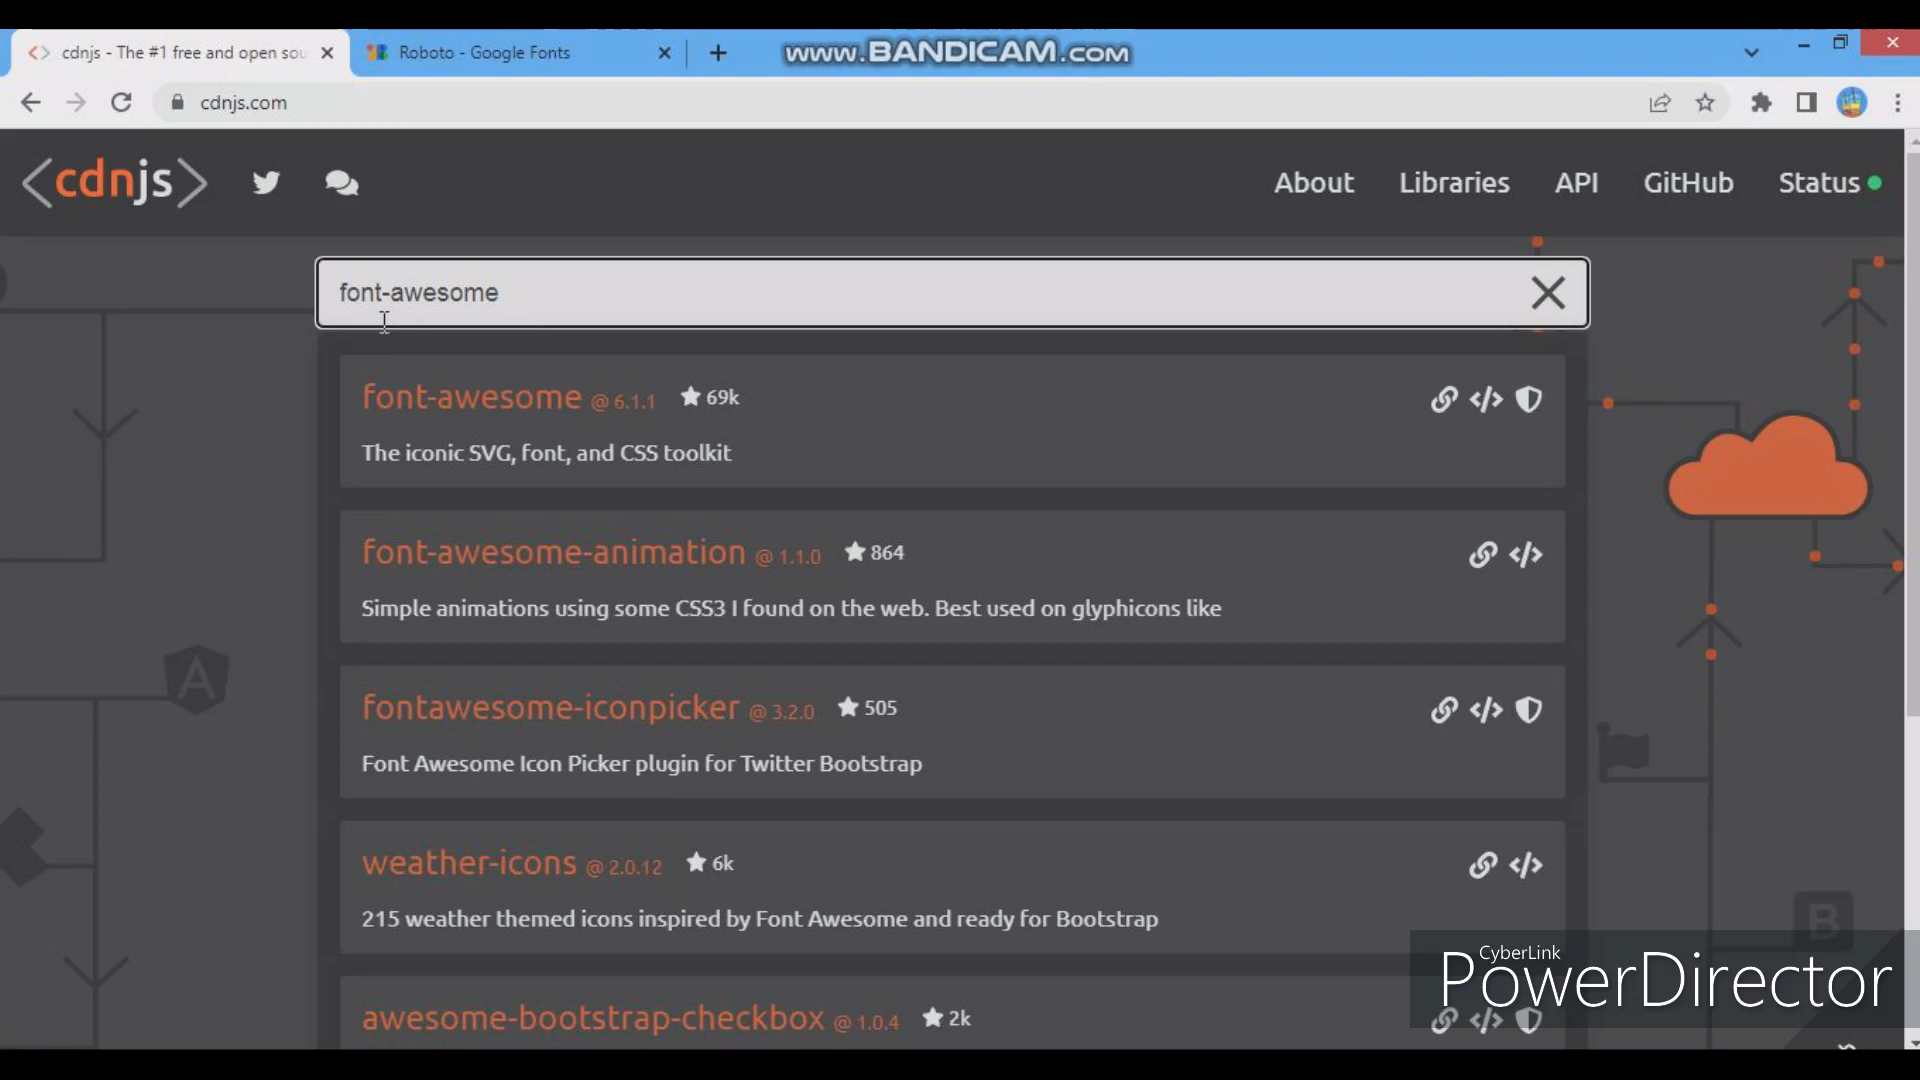 cdnjs - The #1 free and open sou
Roboto - Google Fonts
www.BANDICAM.com
cdnjs.com
<cdnjs>
About
Libraries
API
GitHub
Status
font-awesome
font-awesome @ 6.1.1 69k
The iconic SVG, font, and CSS toolkit
font-awesome-animation @ 1.1.0 864
Simple animations using some CSS3 I found on the web. Best used on glyphicons like
fontawesome-iconpicker @ 3.2.0 505
Font Awesome Icon Picker plugin for Twitter Bootstrap
weather-icons @ 2.0.12 6k
215 weather themed icons inspired by Font Awesome and ready for Bootstrap
awesome-bootstrap-checkbox @ 1.0.4 2k
A
B
CyberLink
PowerDirector